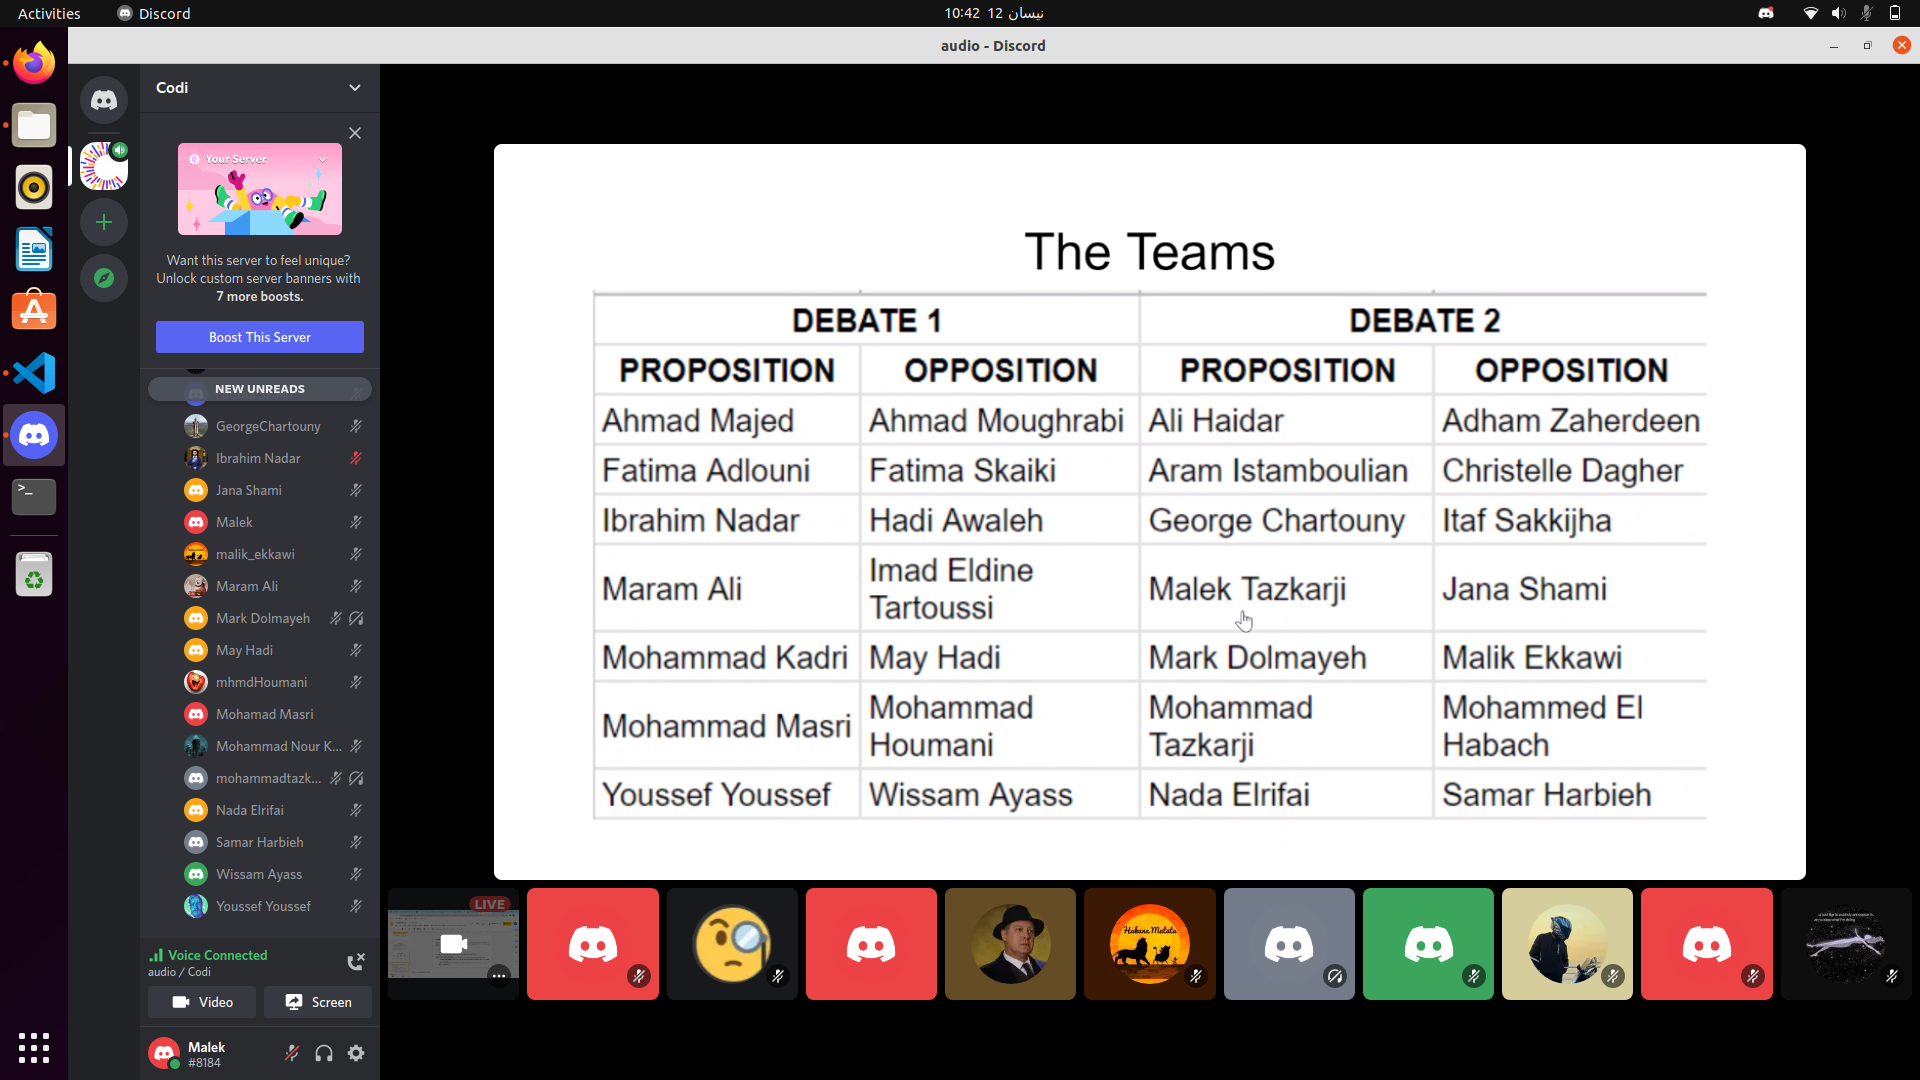 Activities
Discord
10:42 12 نيسان
audio - Discord
Codi
Your Server
Want this server to feel unique?
Unlock custom server banners with
7 more boosts.
Boost This Server
NEW UNREADS
GeorgeChartouny
Ibrahim Nadar
Jana Shami
Malek
malik_ekkawi
Maram Ali
Mark Dolmayeh
May Hadi
mhmdHoumani
Mohamad Masri
Mohammad Nour K...
mohammadtazk...
Nada Elrifai
Samar Harbieh
Wissam Ayass
Youssef Youssef
Voice Connected
audio / Codi
Video
Screen
Malek
#8184
The Teams
DEBATE 1
DEBATE 2
PROPOSITION
OPPOSITION
PROPOSITION
OPPOSITION
Ahmad Majed
Ahmad Moughrabi
Ali Haidar
Adham Zaherdeen
Fatima Adlouni
Fatima Skaiki
Aram Istamboulian
Christelle Dagher
Ibrahim Nadar
Hadi Awaleh
George Chartouny
Itaf Sakkijha
Maram Ali
Imad Eldine
Tartoussi
Malek Tazkarji
Jana Shami
Mohammad Kadri
May Hadi
Mark Dolmayeh
Malik Ekkawi
Mohammad Masri
Mohammad
Houmani
Mohammad
Tazkarji
Mohammed El
Habach
Youssef Youssef
Wissam Ayass
Nada Elrifai
Samar Harbieh
LIVE
Hakuna Matata